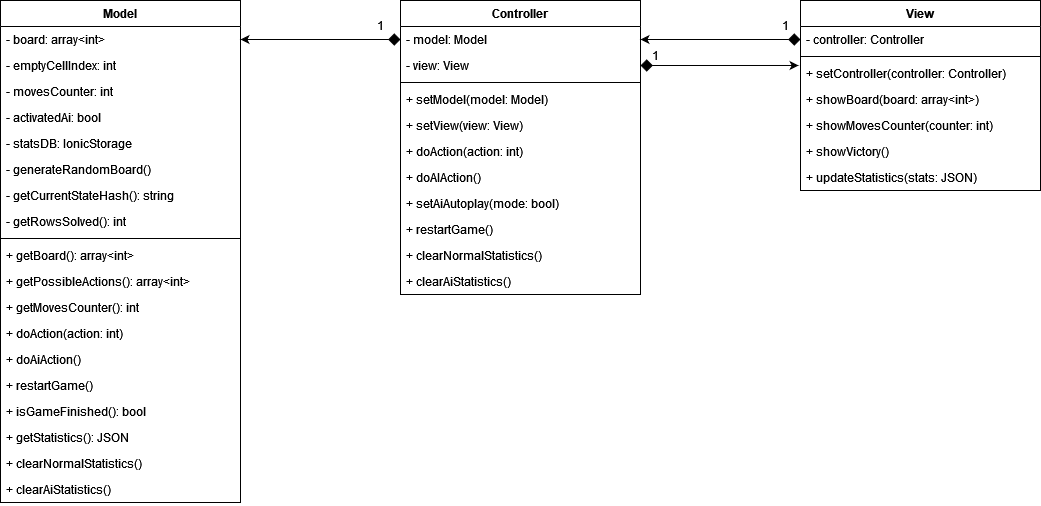 Model
- board: array<int>
- emptyCellIndex: int
- movesCounter: int
- activatedAi: bool
- statsDB: IonicStorage
- generateRandomBoard()
- getCurrentStateHash(): string
- getRowsSolved(): int
+ getBoard(): array<int>
+ getPossibleActions(): array<int>
+ getMovesCounter(): int
+ doAction(action: int)
+ doAiAction()
+ restartGame()
+ isGameFinished(): bool
+ getStatistics(): JSON
+ clearNormalStatistics()
+ clearAiStatistics()
1
Controller
- model: Model
- view: View
+ setModel(model: Model)
+ setView(view: View)
+ doAction(action: int)
+ doAIAction()
+ setAiAutoplay(mode: bool)
+ restartGame()
+ clearNormalStatistics()
+ clearAiStatistics()
1
1
View
- controller: Controller
+ setController(controller: Controller)
+ showBoard(board: array<int>)
+ showMovesCounter(counter: int)
+ showVictory()
+ updateStatistics(stats: JSON)